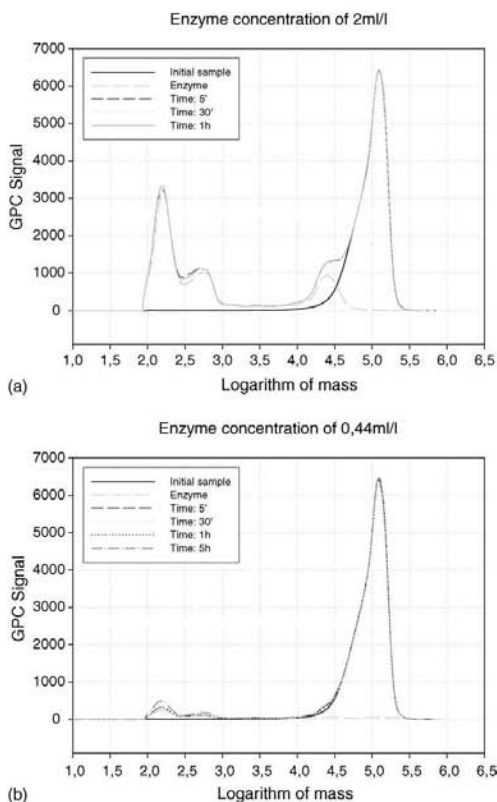 Enzyme concentration of 2ml/l
7000
6000
5000
4000
3000
2000
1000
0
GPC Signal
Initial sample
Enzyme
Time: 5'
Time: 30'
Time: 1h
1,0 1,5 2,0 2,5 3,0 3,5 4,0 4,5 5,0 5,5 6,0 6,5
Logarithm of mass
(a)
Enzyme concentration of 0,44ml/l
7000
6000
5000
4000
3000
2000
1000
0
GPC Signal
Initial sample
Enzyme
Time: 5'
Time: 30'
Time: 1h
Time: 5h
1,0 1,5 2,0 2,5 3,0 3,5 4,0 4,5 5,0 5,5 6,0 6,5
Logarithm of mass
(b)